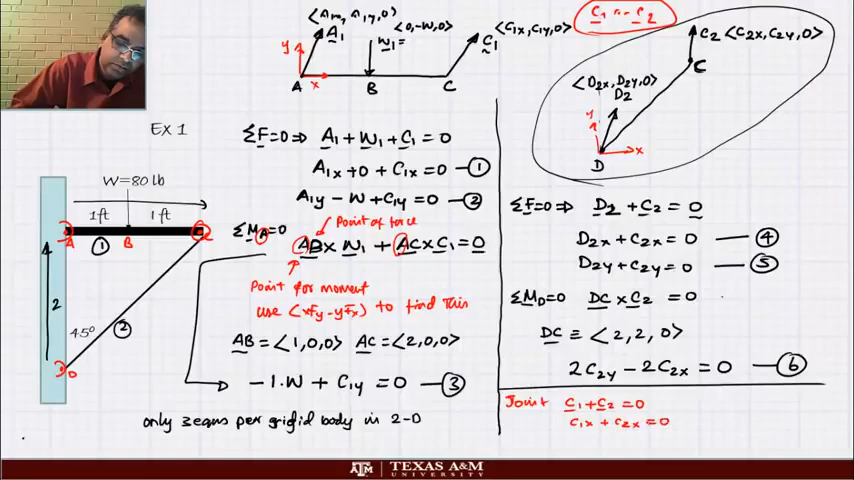 <A1x, A1y, 0>
A1
<0, -W, 0>
W1 =
<C1x, C1y, 0>
C1
y
x
A
B
C
C1 = - C2
C2 <C2x, C2y, 0>
C
<D2x, D2y, 0>
D2
y
x
D
Ex 1
W=80 lb
1ft
1ft
A
B
C
1
2
2
45°
D
ΣF=0 ⇒ A1 + W1 + C1 = 0
A1x + 0 + C1x = 0 — 1
A1y - W + C1y = 0 — 2
ΣMA=0
Point of force
AB x W1 + AC x C1 = 0
Point for moment
use (xFy - yFx) to find this
AB = <1,0,0> AC = <2,0,0>
-1.W + C1y = 0 — 3
only 3 eqns per rigid body in 2-D
ΣF=0 ⇒ D2 + C2 = 0
D2x + C2x = 0 — 4
D2y + C2y = 0 — 5
ΣMD=0 DC x C2 = 0
DC ≡ <2, 2, 0>
2C2y - 2C2x = 0 — 6
Joint C1 + C2 = 0
C1x + C2x = 0
ATM TEXAS A&M
UNIVERSITY